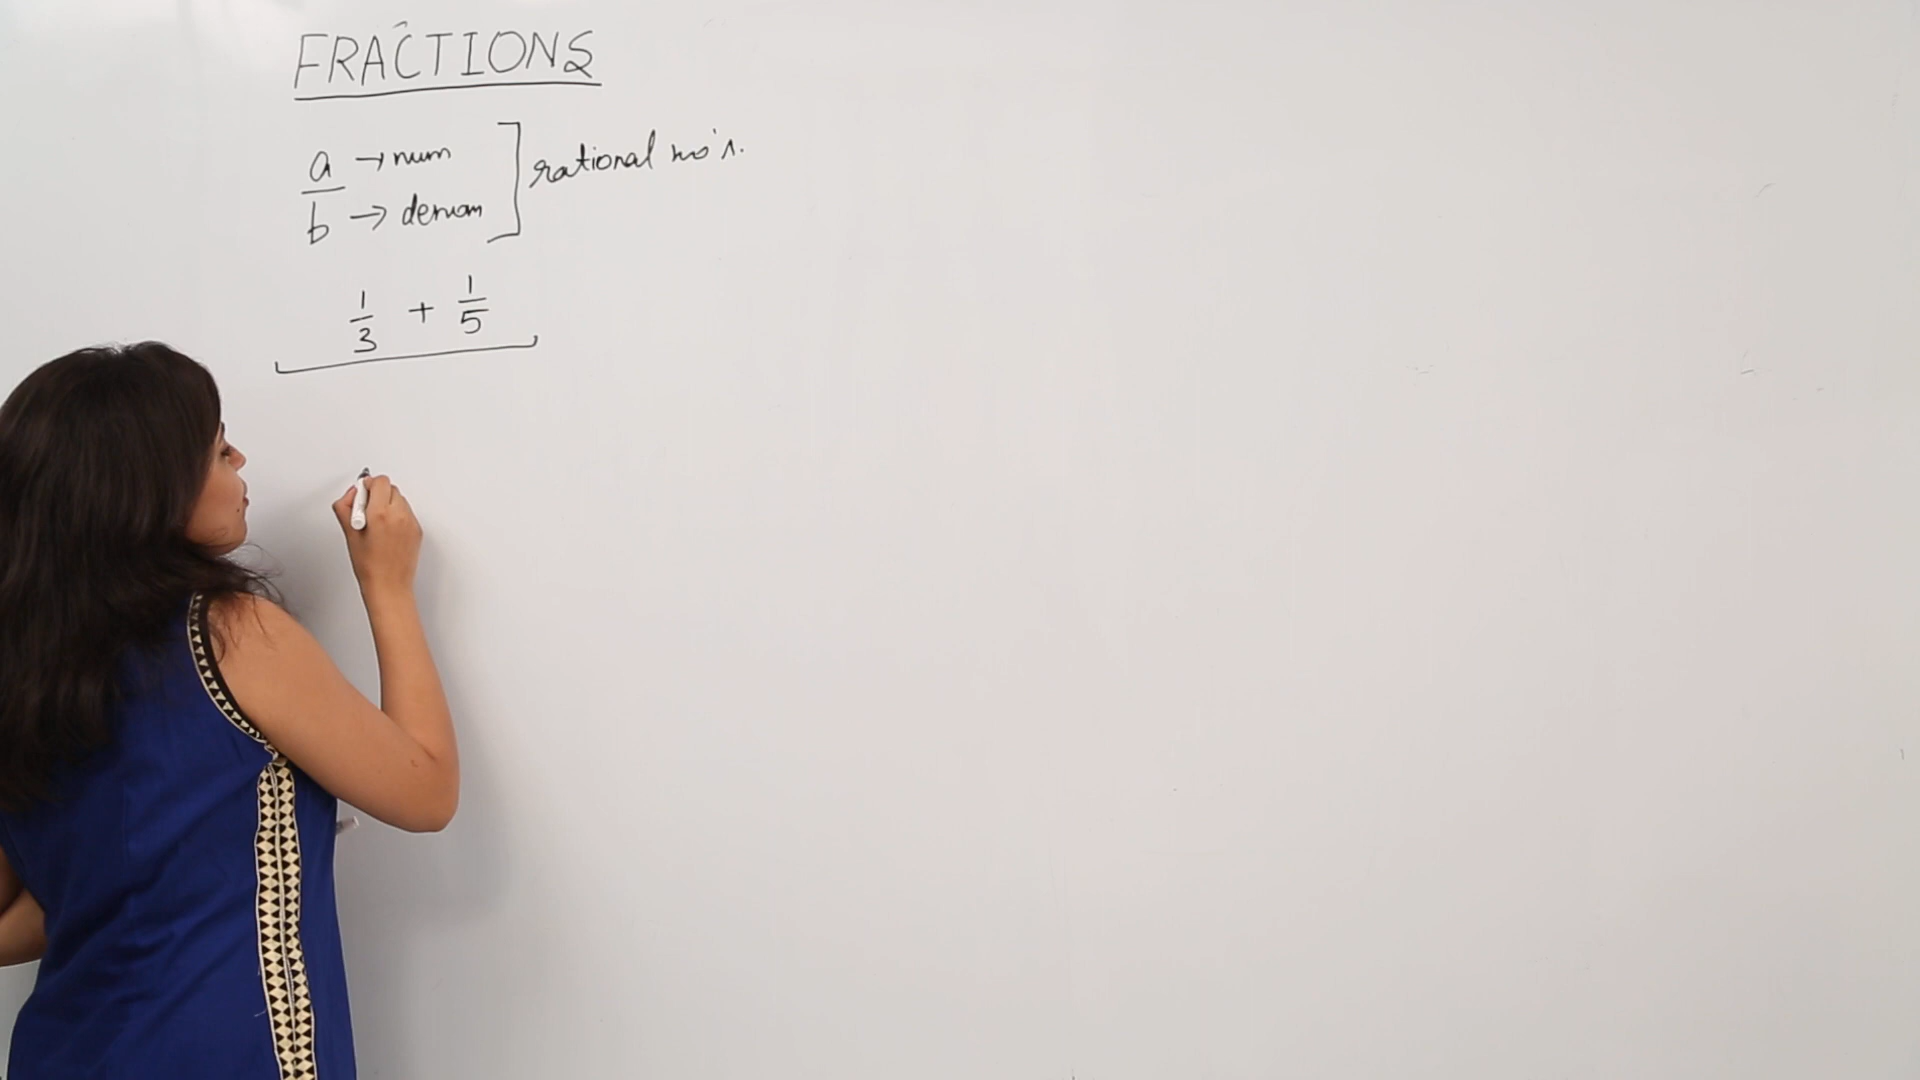 FRACTIONS
a → num
b → denom
rational no's.
1/3 + 1/5